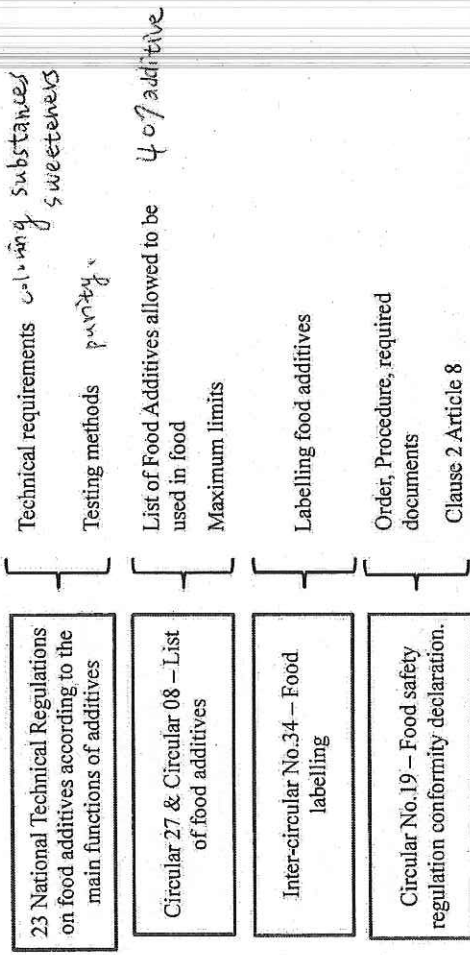 23 National Technical Regulations
on food additives according to the
main functions of additives
Technical requirements coloring substances
sweeteners
Testing methods purity.
Circular 27 & Circular 08 – List
of food additives
List of Food Additives allowed to be
used in food
Maximum limits
additive
Inter-circular No.34 – Food
labelling
Labelling food additives
Circular No.19 – Food safety
regulation conformity declaration.
Order, Procedure, required
documents
Clause 2 Article 8